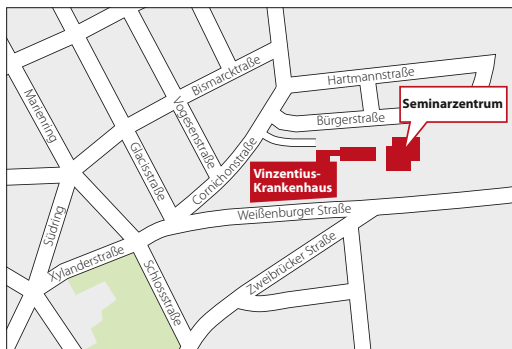 Hartmannstraße
Bismarckstraße
Marienring
Vogesenstraße
Seminarzentrum
Bürgerstraße
Glacisstraße
Cornichonstraße
Vinzentius-
Krankenhaus
Weißenburger Straße
Südring
Xylanderstraße
Schlossstraße
Zweibrücker Straße